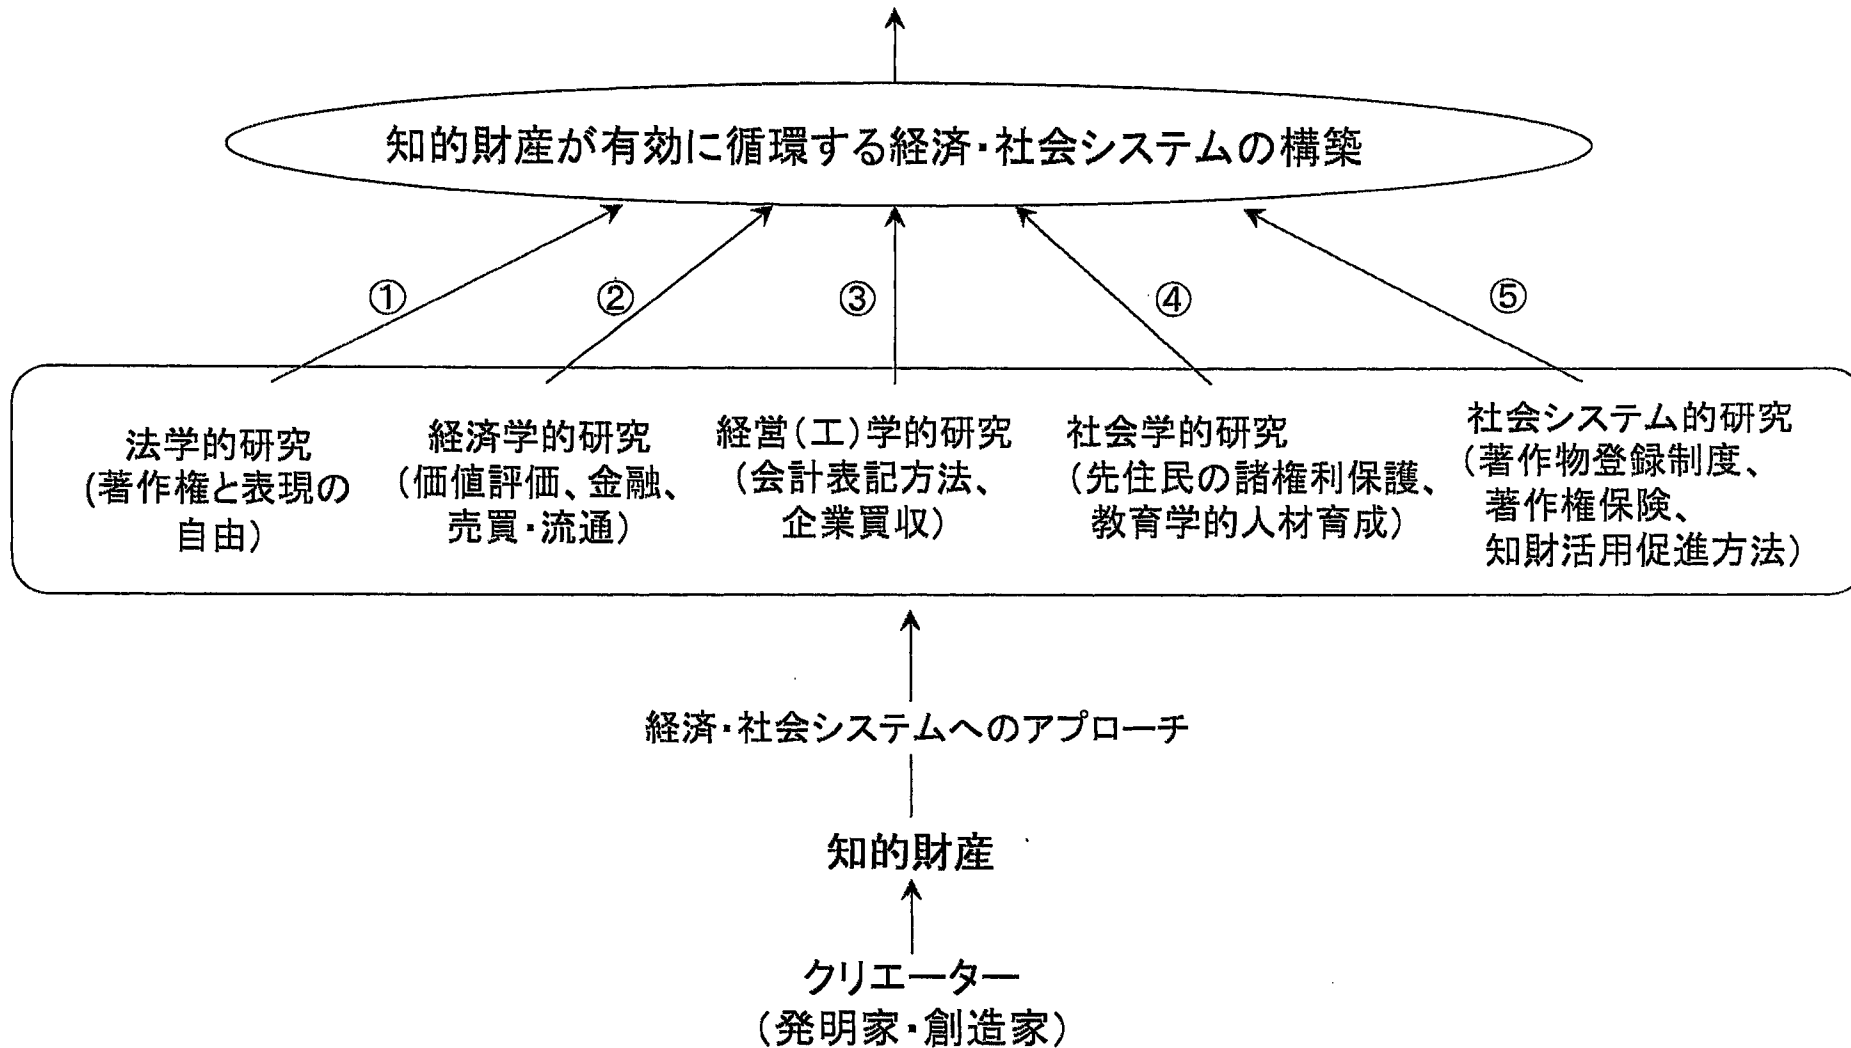 知的財産が有効に循環する経済・社会システムの構築
①
②
③
④
⑤
法学的研究
(著作権と表現の
自由)
経済学的研究
(価値評価、金融、
売買・流通)
経営(工)学的研究
(会計表記方法、
企業買収)
社会学的研究
(先住民の諸権利保護、
教育学的人材育成)
社会システム的研究
(著作物登録制度、
著作権保険、
知財活用促進方法)
経済・社会システムへのアプローチ
知的財産
クリエーター
(発明家・創造家)